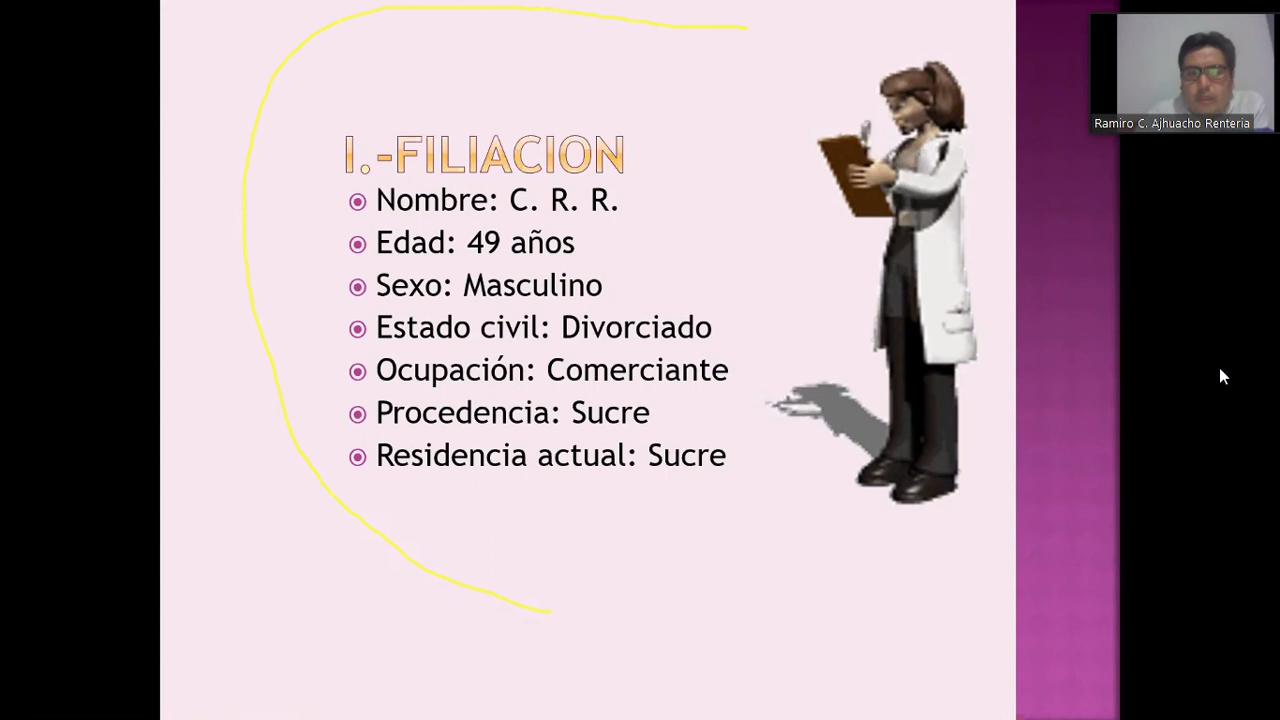 I.-FILIACION
Nombre: C. R. R.
Edad: 49 años
Sexo: Masculino
Estado civil: Divorciado
Ocupación: Comerciante
Procedencia: Sucre
Residencia actual: Sucre
Ramiro C. Ajhuacho Renteria